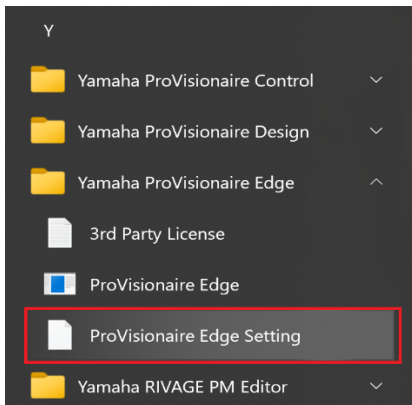 Y
Yamaha ProVisionaire Control
Yamaha ProVisionaire Design
Yamaha ProVisionaire Edge
3rd Party License
ProVisionaire Edge
ProVisionaire Edge Setting
Yamaha RIVAGE PM Editor